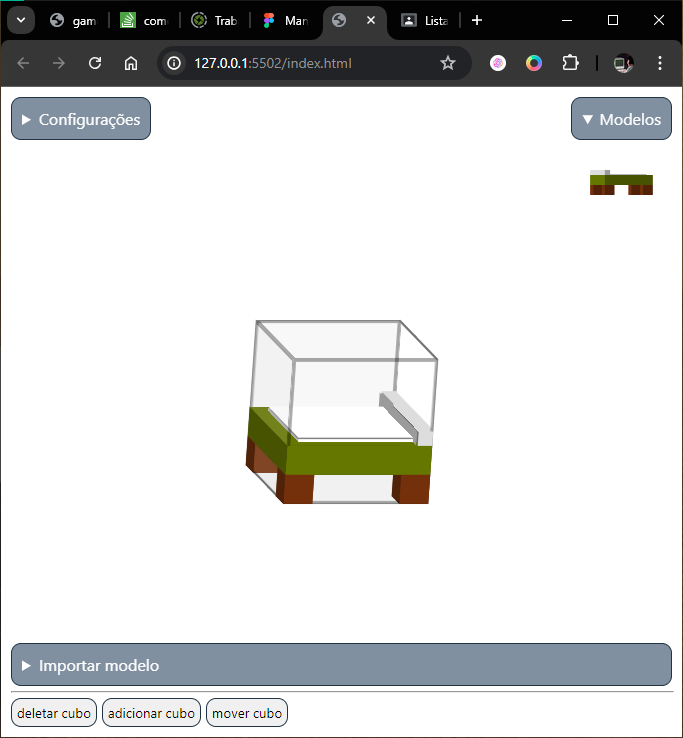 gam
com
Trab
Man
Lista
127.0.0.1:5502/index.html
Configurações
Modelos
Importar modelo
deletar cubo
adicionar cubo
mover cubo